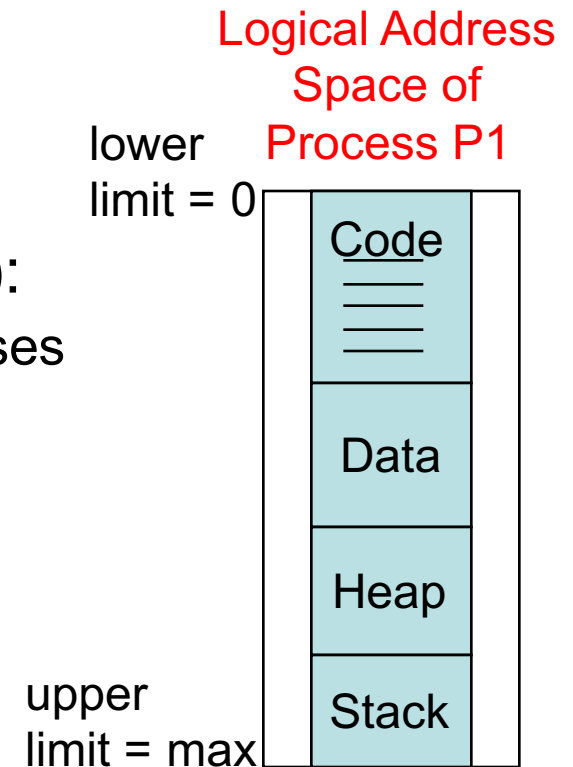 Logical Address
Space of
Process P1
lower
limit = 0
Code
:
ses
Data
Heap
Stack
upper
limit = max